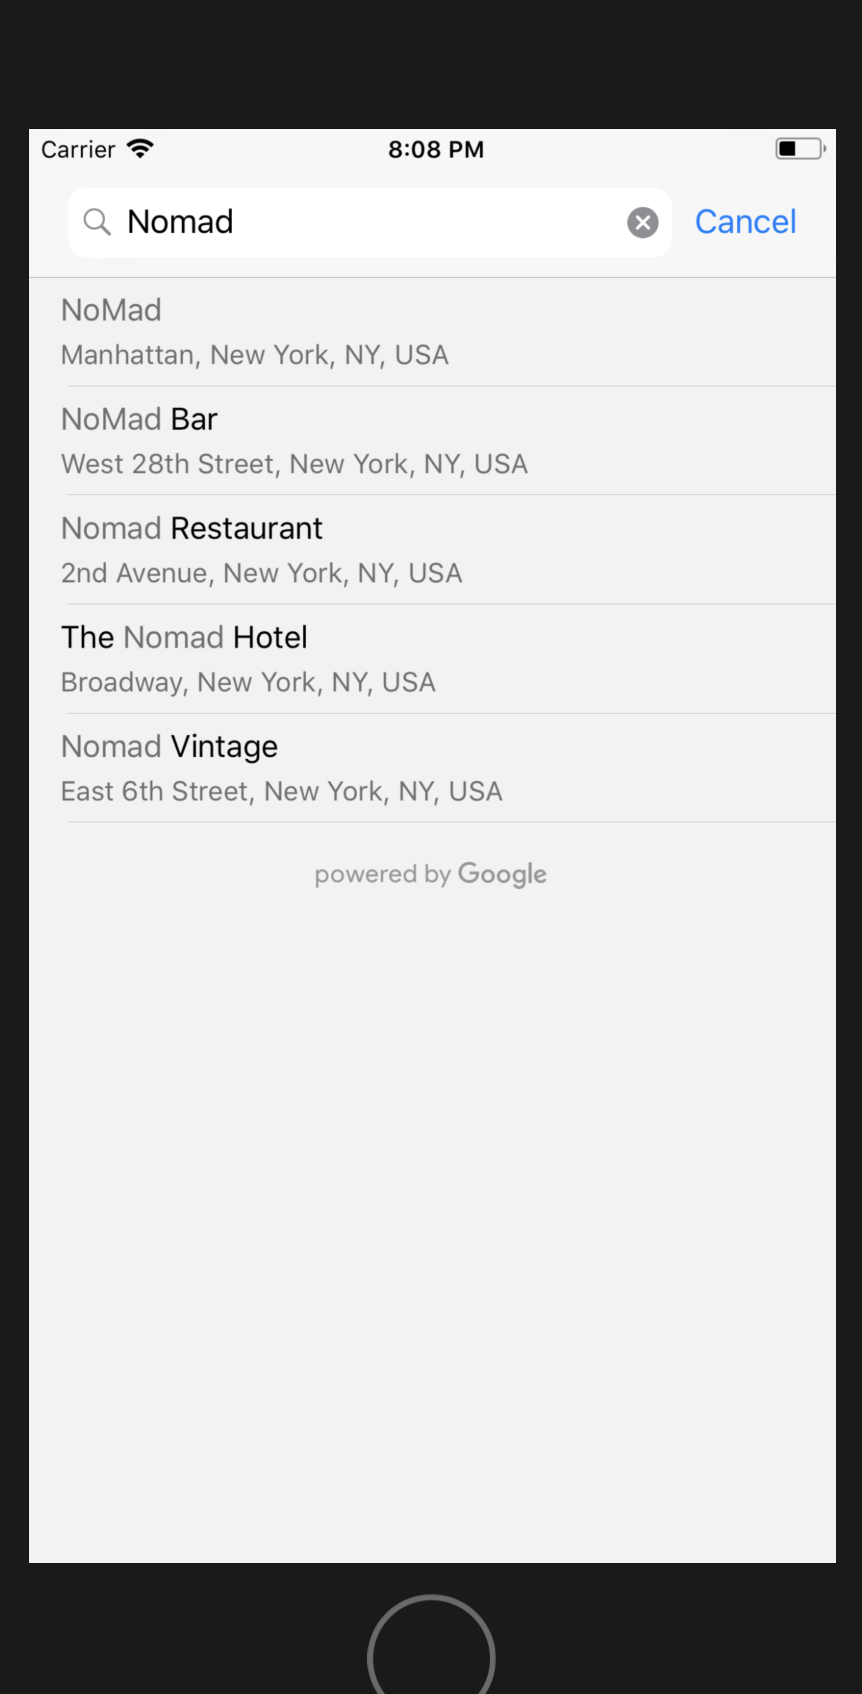 Carrier 8:08 PM
Nomad Cancel
NoMad
Manhattan, New York, NY, USA
NoMad Bar
West 28th Street, New York, NY, USA
Nomad Restaurant
2nd Avenue, New York, NY, USA
The Nomad Hotel
Broadway, New York, NY, USA
Nomad Vintage
East 6th Street, New York, NY, USA
powered by Google